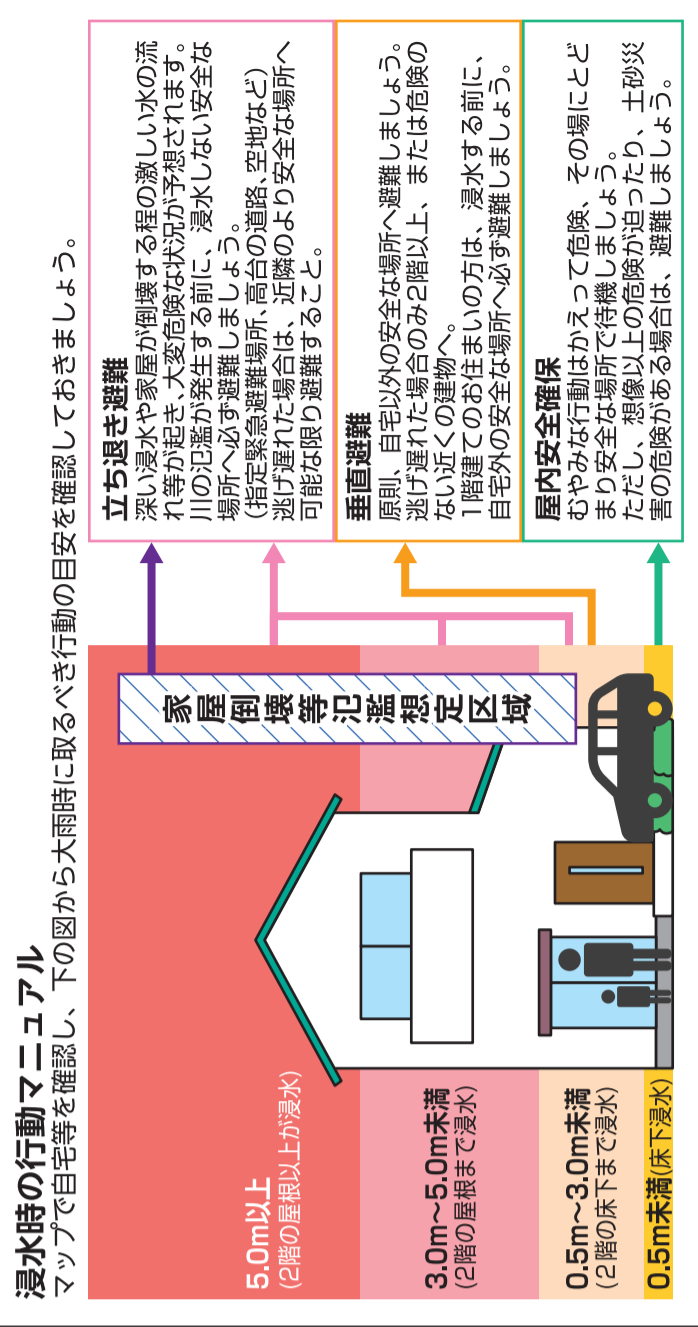 浸水時の行動マニュアル
マップで自宅等を確認し、下の図から大雨時に取るべき行動の目安を確認しておきましょう。
5.0m以上
(2階の屋根以上が浸水)
3.0m～5.0m未満
(2階の屋根まで浸水)
0.5m～3.0m未満
(2階の床下まで浸水)
0.5m未満(床下浸水)
家屋倒壊等氾濫想定区域
立ち退き避難
深い浸水や家屋が倒壊する程の激しい水の流
れ等が起き、大変危険な状況が予想されます。
川の氾濫が発生する前に、浸水しない安全な
場所へ必ず避難しましょう。
(指定緊急避難場所、高台の道路、空地など)
逃げ遅れた場合は、近隣のより安全な場所へ
可能な限り避難すること。
垂直避難
原則、自宅以外の安全な場所へ避難しましょう。
逃げ遅れた場合のみ2階以上、または危険の
ない近くの建物へ。
1階建てのお住まいの方は、浸水する前に、
自宅外の安全な場所へ必ず避難しましょう。
屋内安全確保
むやみな行動はかえって危険、その場にとど
まり安全な場所で待機しましょう。
ただし、想像以上の危険が迫ったり、土砂災
害の危険がある場合は、避難しましょう。